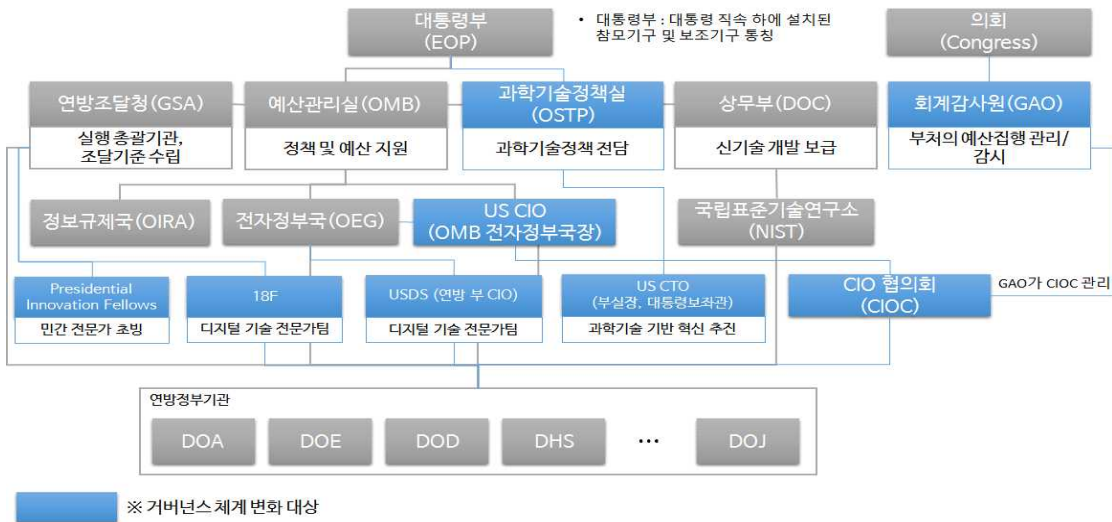 대통령부
(EOP)
• 대통령부 : 대통령 직속 하에 설치된
참모기구 및 보조기구 통칭
의회
(Congress)
연방조달청(GSA)
실행 총괄기관,
조달기준 수립
예산관리실(OMB)
정책 및 예산 지원
과학기술정책실
(OSTP)
과학기술정책 전담
상무부(DOC)
신기술 개발 보급
회계감사원(GAO)
부처의 예산집행 관리/
감시
정보규제국(OIRA)
전자정부국(OEG)
US CIO
(OMB 전자정부국장)
국립표준기술연구소
(NIST)
Presidential
Innovation Fellows
민간 전문가 초빙
18F
디지털 기술 전문가팀
USDS (연방 부 CIO)
디지털 기술 전문가팀
US CTO
(부실장, 대통령보좌관)
과학기술 기반 혁신 추진
CIO 협의회
(CIOC)
GAO가 CIOC 관리
연방정부기관
DOA
DOE
DOD
DHS
…
DOJ
※ 거버넌스 체계 변화 대상